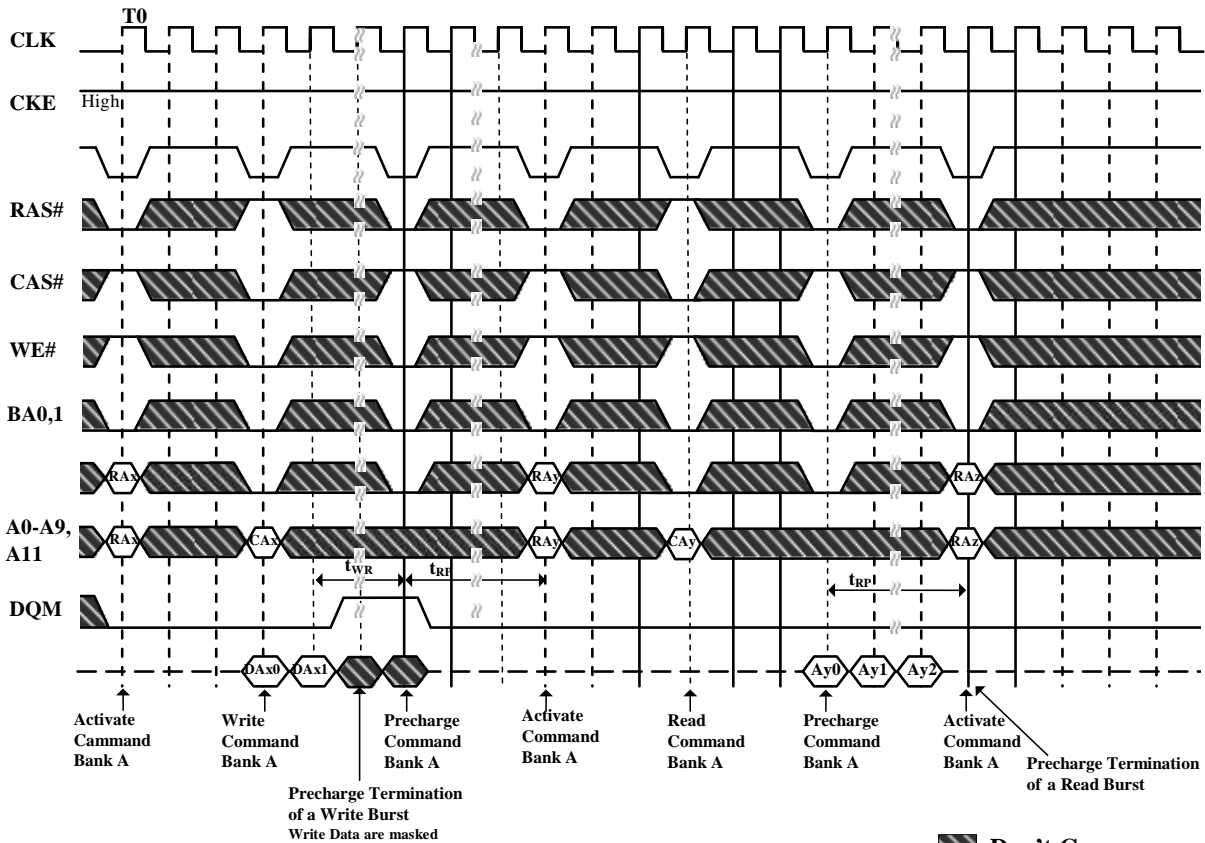 T0
CLK
CKE
High
RAS#
CAS#
WE#
BA0,1
RAx RAy RAz
A0-A9,
A11
RAx CAx RAy CAy RAz
tWR tRP tRP
DQM
DAx0 DAx1 Ay0 Ay1 Ay2
Activate
Cammand
Bank A
Write
Command
Bank A
Precharge
Command
Bank A
Activate
Command
Bank A
Read
Command
Bank A
Precharge
Command
Bank A
Activate
Command
Bank A
Precharge Termination
of a Read Burst
Precharge Termination
of a Write Burst
Write Data are masked